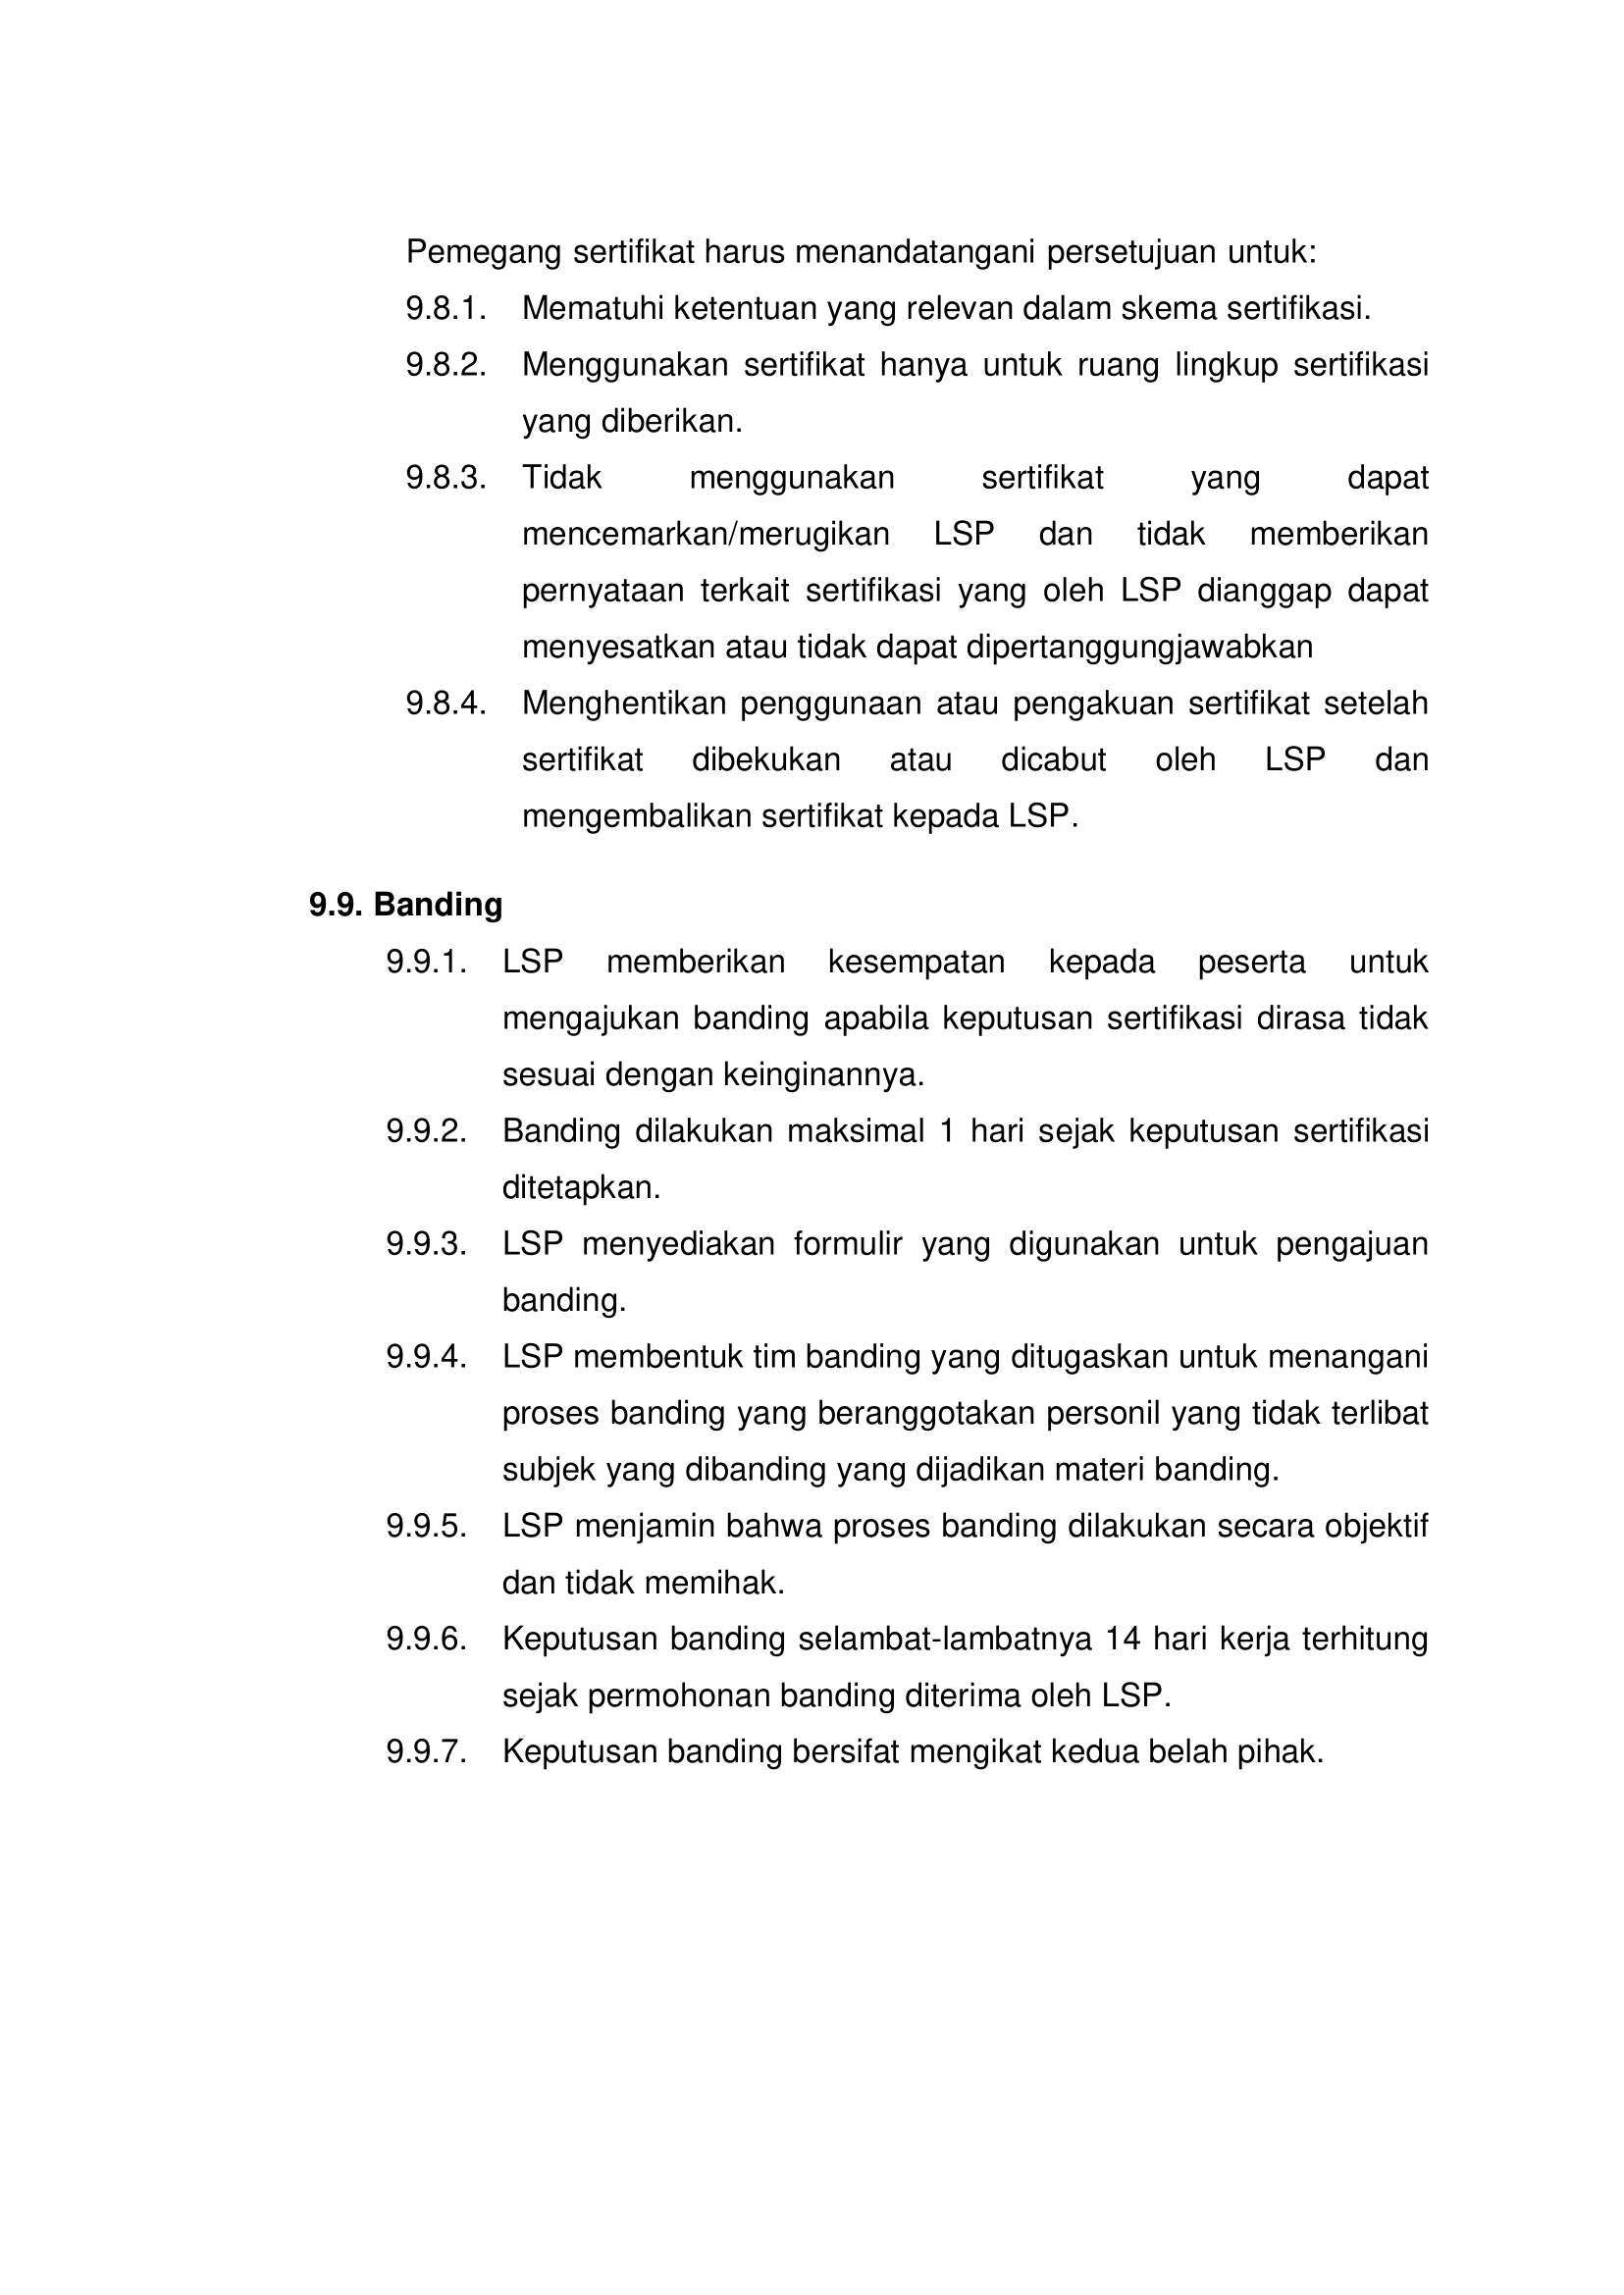 Pemegang sertifikat harus menandatangani persetujuan untuk:
9.8.1. Mematuhi ketentuan yang relevan dalam skema sertifikasi.
9.8.2. Menggunakan sertifikat hanya untuk ruang lingkup sertifikasi
yang diberikan.
9.8.3. Tidak menggunakan sertifikat yang dapat
mencemarkan/merugikan LSP dan tidak memberikan
pernyataan terkait sertifikasi yang oleh LSP dianggap dapat
menyesatkan atau tidak dapat dipertanggungjawabkan
9.8.4. Menghentikan penggunaan atau pengakuan sertifikat setelah
sertifikat dibekukan atau dicabut oleh LSP dan
mengembalikan sertifikat kepada LSP.
9.9. Banding
9.9.1. LSP memberikan kesempatan kepada peserta untuk
mengajukan banding apabila keputusan sertifikasi dirasa tidak
sesuai dengan keinginannya.
9.9.2. Banding dilakukan maksimal 1 hari sejak keputusan sertifikasi
ditetapkan.
9.9.3. LSP menyediakan formulir yang digunakan untuk pengajuan
banding.
9.9.4. LSP membentuk tim banding yang ditugaskan untuk menangani
proses banding yang beranggotakan personil yang tidak terlibat
subjek yang dibanding yang dijadikan materi banding.
9.9.5. LSP menjamin bahwa proses banding dilakukan secara objektif
dan tidak memihak.
9.9.6. Keputusan banding selambat-lambatnya 14 hari kerja terhitung
sejak permohonan banding diterima oleh LSP.
9.9.7. Keputusan banding bersifat mengikat kedua belah pihak.